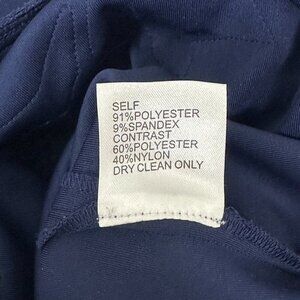 SELF
91%POLYESTER
9%SPANDEX
CONTRAST
60%POLYESTER
40%NYLON
DRY CLEAN ONLY